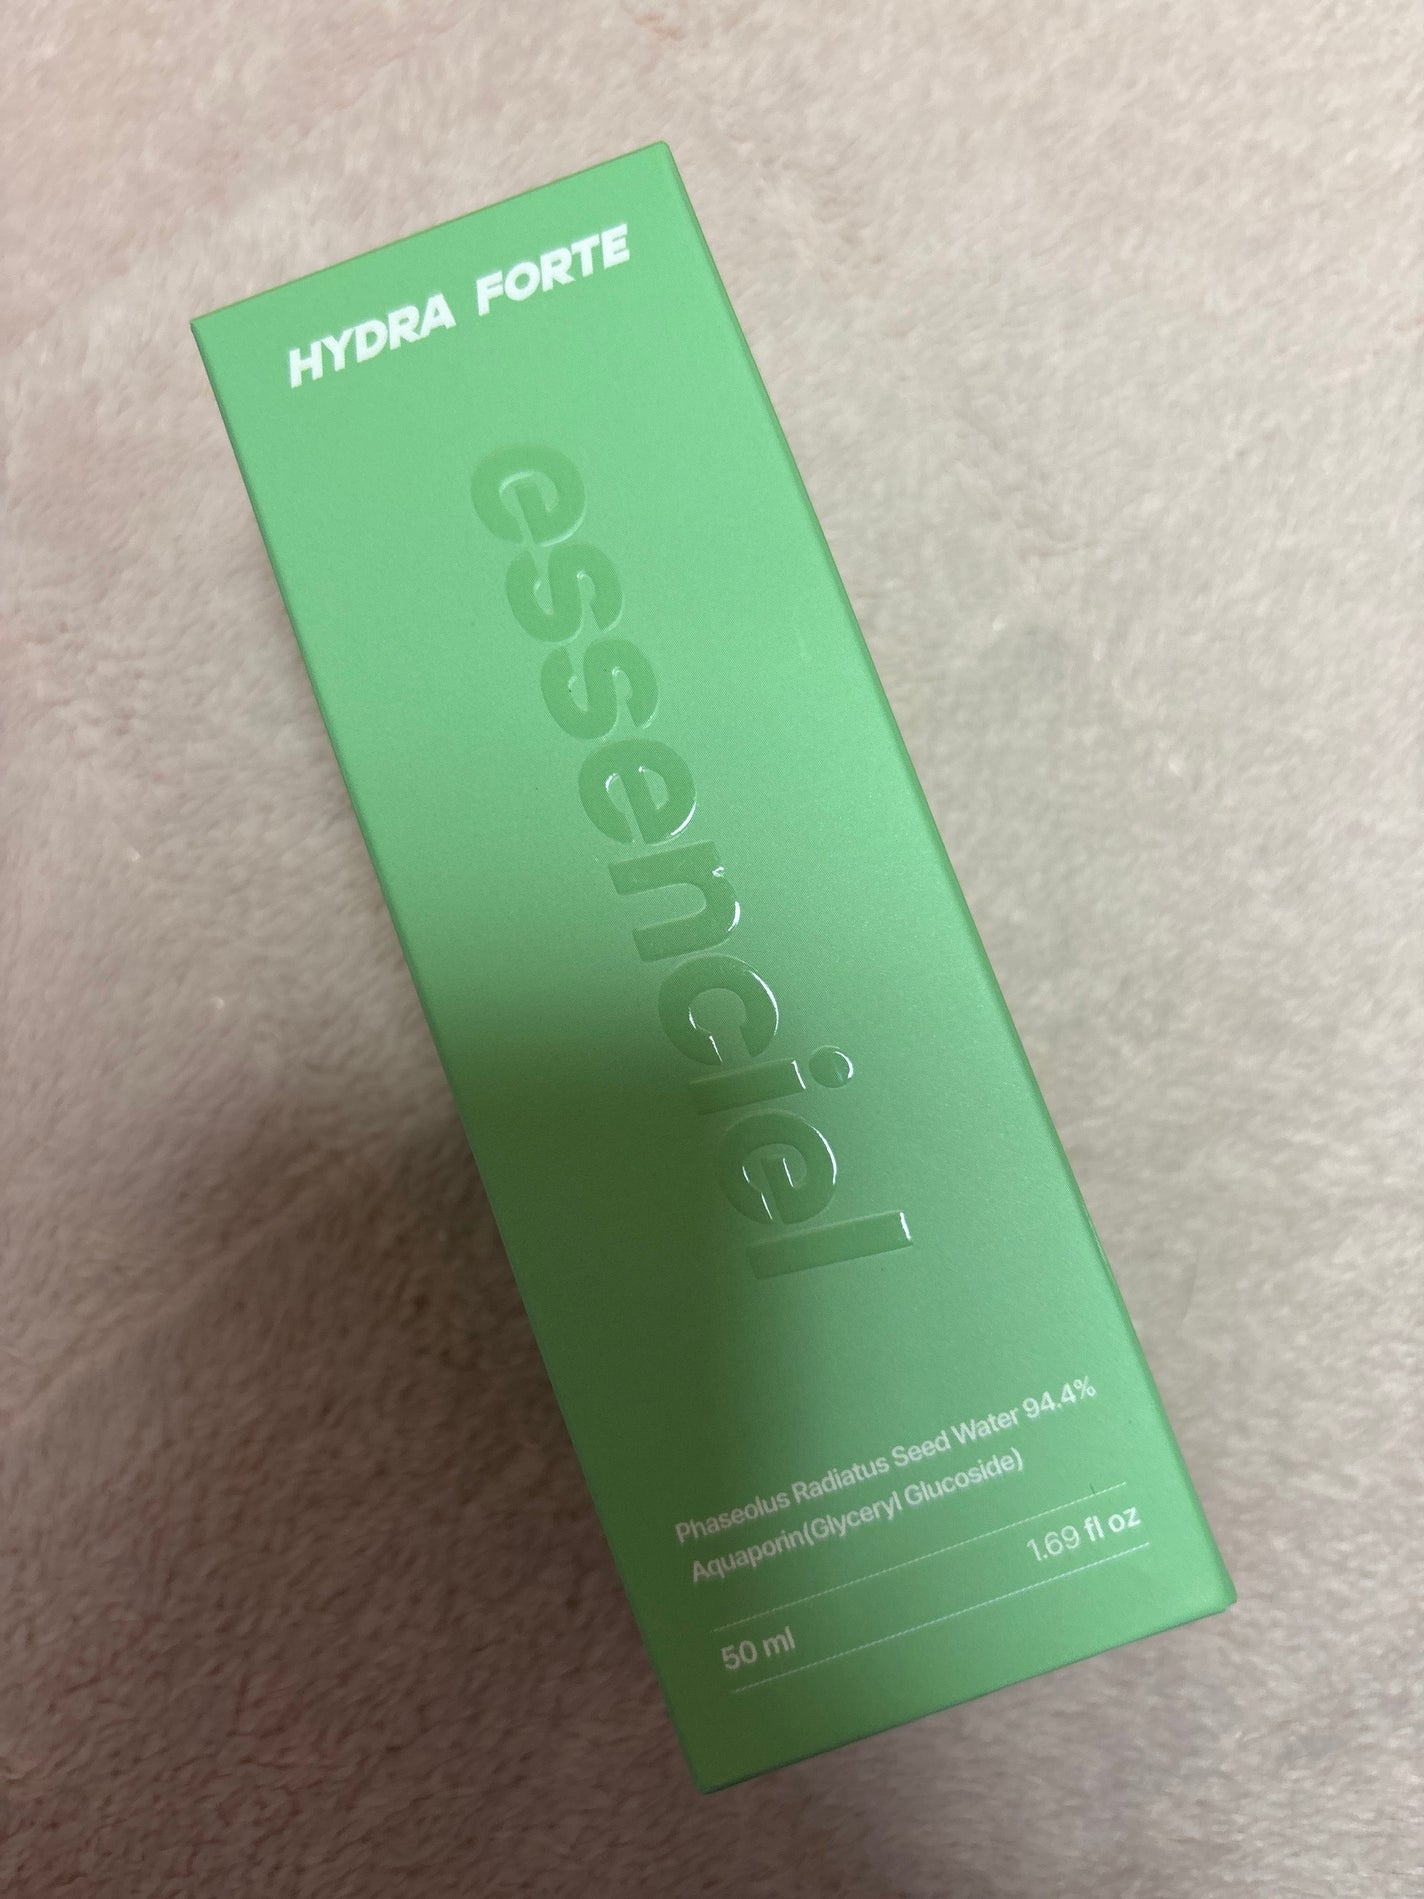 HYDRA FORTE
essenciel
Phaseolus Radiatus Seed Water 94.4%
Aquaporin(Glyceryl Glucoside)
1.69 fl oz
50 ml